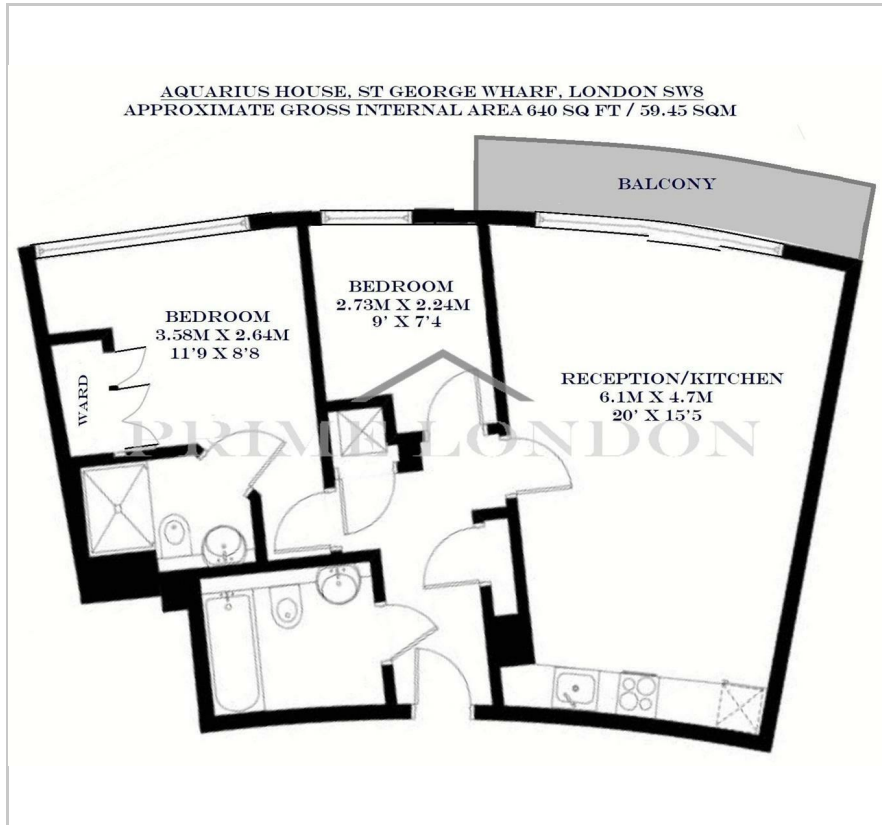 AQUARIUS HOUSE, ST GEORGE WHARF, LONDON SW8
APPROXIMATE GROSS INTERNAL AREA 640 SQ FT / 59.45 SQM
BALCONY
BEDROOM
2.73M X 2.24M
9' X 7'4
BEDROOM
3.58M X 2.64M
11'9 X 8'8
RECEPTION/KITCHEN
6.1M X 4.7M
20' X 15'5
WARD
PRIME LONDON